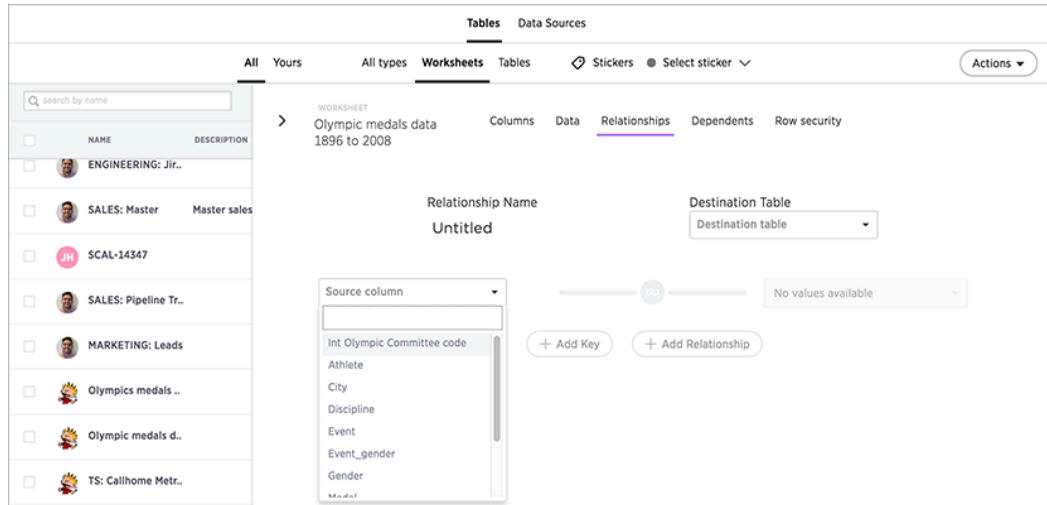 Tables Data Sources
All Yours All types Worksheets Tables Stickers Select sticker Actions
search by name
NAME DESCRIPTION
ENGINEERING: Jir..
SALES: Master Master sales
JH SCAL-14347
SALES: Pipeline Tr..
MARKETING: Leads
Olympics medals ..
Olympic medals d..
TS: Callhome Metr..
WORKSHEET
Olympic medals data
1896 to 2008
Columns Data Relationships Dependents Row security
Relationship Name
Untitled
Destination Table
Destination table
Source column
No values available
Int Olympic Committee code
Athlete
City
Discipline
Event
Event_gender
Gender
Medal
+ Add Key + Add Relationship